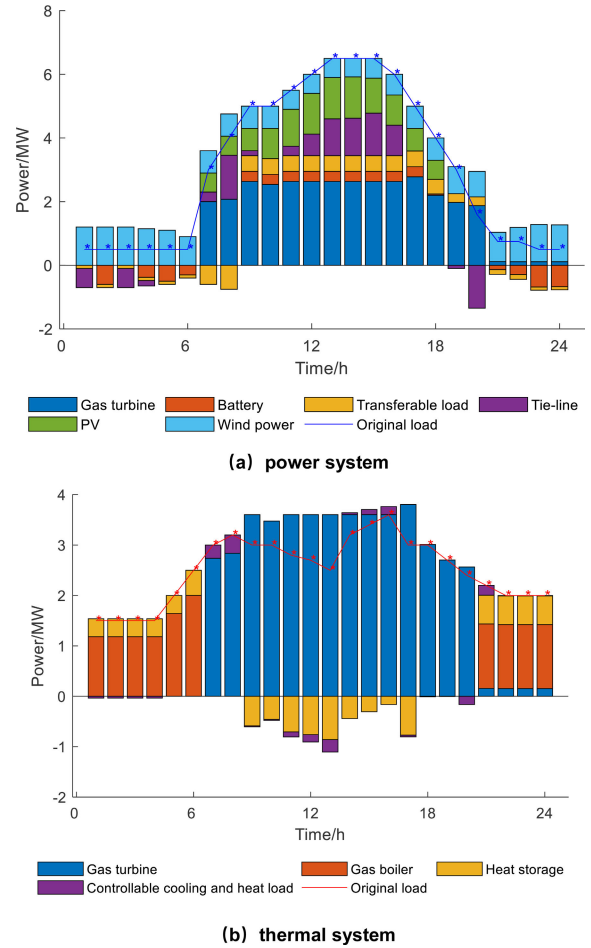 8
6
4
2
0
-2
Power/MW
0 6 12 18 24
Time/h
Gas turbine Battery Transferable load Tie-line
PV Wind power Original load
(a) power system
4
3
2
1
0
-1
-2
Power/MW
0 6 12 18 24
Time/h
Gas turbine Gas boiler Heat storage
Controllable cooling and heat load Original load
(b) thermal system